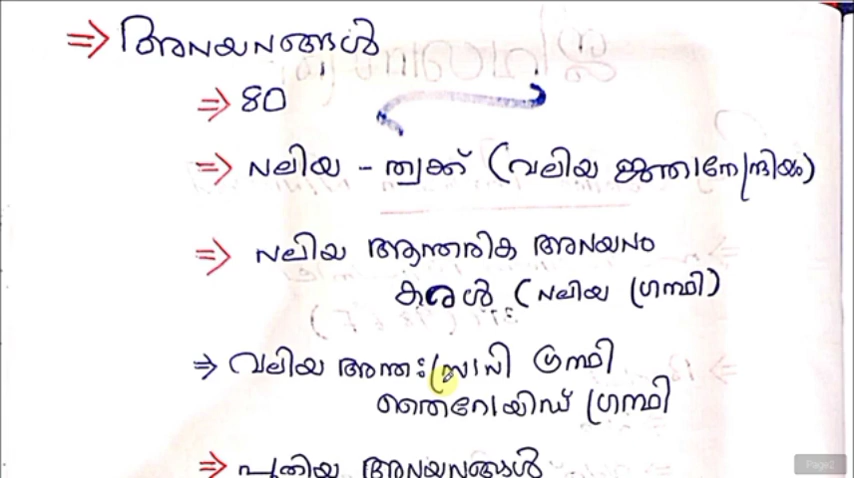 ⇒ അവയവങ്ങൾ
⇒ 80
⇒ വലിയ - ത്വക്ക് (വലിയ ജ്ഞാനേന്ദ്രിയം)
⇒ വലിയ ആന്തരിക അവയവം
കരൾ (വലിയ ഗ്രന്ഥി)
⇒ വലിയ അന്തഃസ്രാവി ഗ്രന്ഥി
തൈറോയിഡ് ഗ്രന്ഥി
⇒ പുതിയ അവയവങ്ങൾ
Page2